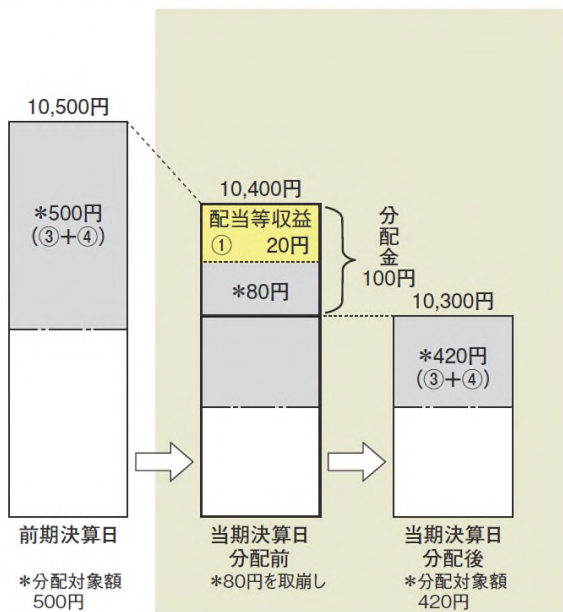 10,500円
*500円
(③+④)
前期決算日
*分配対象額
500円
10,400円
配当等収益
① 20円
*80円
分配金
100円
当期決算日
分配前
*80円を取崩し
10,300円
*420円
(③+④)
当期決算日
分配後
*分配対象額
420円